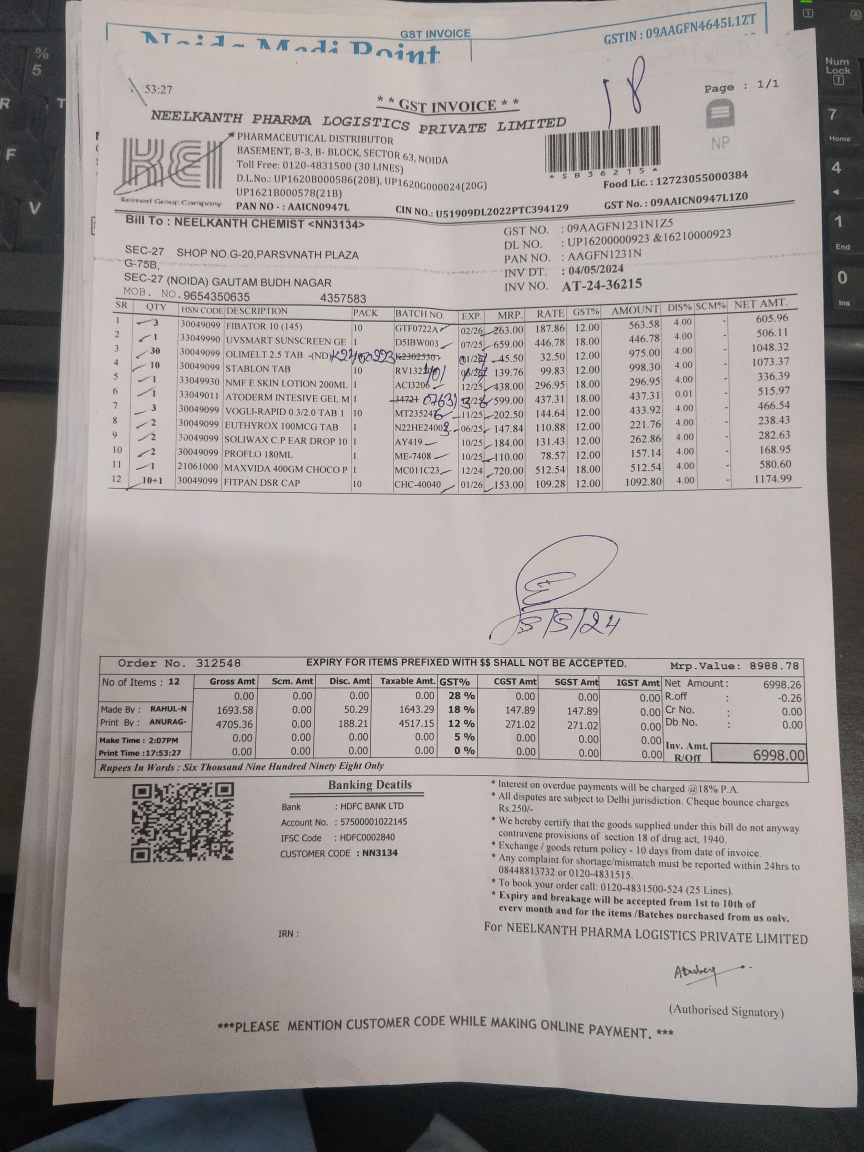 GST INVOICE
GSTIN : 09AAGFN4645L1ZT
Noida Medi Point
53:27
* * GST INVOICE * *
18
Page : 1/1
NEELKANTH PHARMA LOGISTICS PRIVATE LIMITED
KEI
Keimed Group Company
PHARMACEUTICAL DISTRIBUTOR
BASEMENT, B-3, B- BLOCK, SECTOR 63, NOIDA
Toll Free: 0120-4831500 (30 LINES)
D.L.No.: UP1620B000586(20B), UP1620G000024(20G)
UP1621B000578(21B)
PAN NO - : AAICN0947L
CIN NO.: U51909DL2022PTC394129
NP
*SB36215*
Food Lic. : 12723055000384
GST No. : 09AAICN0947L1Z0
Bill To : NEELKANTH CHEMIST <NN3134>
SEC-27 SHOP NO.G-20,PARSVNATH PLAZA
G-75B,
SEC-27 (NOIDA) GAUTAM BUDH NAGAR
MOB. NO. 9654350635 4357583
GST NO. : 09AAGFN1231N1Z5
DL NO. : UP16200000923 &16210000923
PAN NO. : AAGFN1231N
INV DT. : 04/05/2024
INV NO. AT-24-36215
SR QTY HSN CODE DESCRIPTION PACK BATCH NO. EXP. MRP. RATE GST% AMOUNT DIS% SCM% NET AMT.
1 3 30049099 FIBATOR 10 (145) 10 GTF0722A 02/26 263.00 187.86 12.00 563.58 4.00 - 605.96
2 1 33049990 UVSMART SUNSCREEN GE 1 D5IBW003 07/25 659.00 446.78 18.00 446.78 4.00 - 506.11
3 30 30049099 OLIMELT 2.5 TAB -(ND) K2302330 01/26 45.50 32.50 12.00 975.00 4.00 - 1048.32
4 10 30049099 STABLON TAB 10 139.76 99.83 12.00 998.30 4.00 - 1073.37
5 1 33049930 NMF E SKIN LOTION 200ML 1 ACI3206 12/25 438.00 296.95 18.00 296.95 4.00 - 336.39
6 1 33049011 ATODERM INTESIVE GEL M 1 31721 07631 599.00 437.31 18.00 437.31 0.01 - 515.97
7 3 30049099 VOGLI-RAPID 0.3/2.0 TAB 1 10 MT23524 11/25 202.50 144.64 12.00 433.92 4.00 - 466.54
8 2 30049099 EUTHYROX 100MCG TAB 1 N22HE24003 06/25 147.84 110.88 12.00 221.76 4.00 - 238.43
9 2 30049099 SOLIWAX C.P EAR DROP 10 1 AY419 10/25 184.00 131.43 12.00 262.86 4.00 - 282.63
10 2 30049099 PROFLO 180ML 1 ME-7408 10/25 110.00 78.57 12.00 157.14 4.00 - 168.95
11 1 21061000 MAXVIDA 400GM CHOCO P 1 MC011C23 12/24 720.00 512.54 18.00 512.54 4.00 - 580.60
12 10+1 30049099 FITPAN DSR CAP 10 CHC-40040 01/26 153.00 109.28 12.00 1092.80 4.00 - 1174.99
5/5/24
Order No. 312548 EXPIRY FOR ITEMS PREFIXED WITH $$ SHALL NOT BE ACCEPTED. Mrp.Value: 8988.78
No of Items : 12 Gross Amt Scm. Amt Disc. Amt Taxable Amt. GST% CGST Amt SGST Amt IGST Amt Net Amount: 6998.26
0.00 0.00 0.00 0.00 28 % 0.00 0.00 0.00 R.off : -0.26
Made By : RAHUL-N 1693.58 0.00 50.29 1643.29 18 % 147.89 147.89 0.00 Cr No. : 0.00
Print By : ANURAG- 4705.36 0.00 188.21 4517.15 12 % 271.02 271.02 0.00 Db No. : 0.00
Make Time : 2:07PM 0.00 0.00 0.00 0.00 5 % 0.00 0.00 0.00
Print Time :17:53:27 0.00 0.00 0.00 0.00 0 % 0.00 0.00 0.00 Inv. Amt. R/Off 6998.00
Rupees In Words : Six Thousand Nine Hundred Ninety Eight Only
Banking Deatils
Bank : HDFC BANK LTD
Account No. : 57500001022145
IFSC Code : HDFC0002840
CUSTOMER CODE : NN3134
IRN :
* Interest on overdue payments will be charged @18% P.A.
* All disputes are subject to Delhi jurisdiction. Cheque bounce charges
Rs.250/-
* We hereby certify that the goods supplied under this bill do not anyway
contravene provisions of section 18 of drug act, 1940.
* Exchange / goods return policy - 10 days from date of invoice.
* Any complaint for shortage/mismatch must be reported within 24hrs to
08448813732 or 0120-4831515.
* To book your order call: 0120-4831500-524 (25 Lines).
* Expiry and breakage will be accepted from 1st to 10th of
every month and for the items /Batches purchased from us only.
For NEELKANTH PHARMA LOGISTICS PRIVATE LIMITED
(Authorised Signatory)
***PLEASE MENTION CUSTOMER CODE WHILE MAKING ONLINE PAYMENT. ***
%
5
R
T
F
V
Num
Lock
7
Home
4
1
End
0
Ins